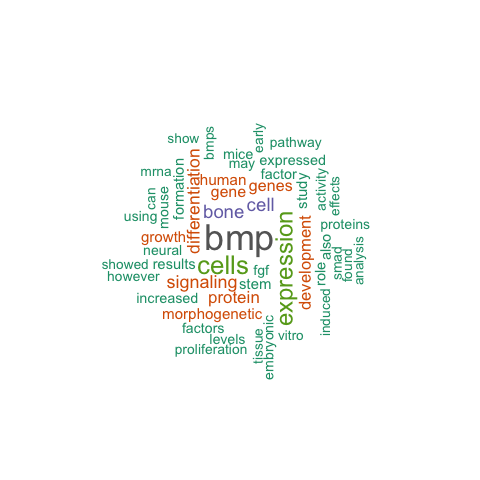 early
show
bmps
pathway
mice
may
expressed
mrna
formation
differentiation
human
factor
activity
effects
can
mouse
gene
genes
study
using
bone
cell
proteins
growth
bmp
expression
development
also
neural
smad
found
analysis
showed
results
cells
fgf
role
however
signaling
stem
increased
protein
induced
morphogenetic
factors
levels
tissue
embryonic
vitro
proliferation